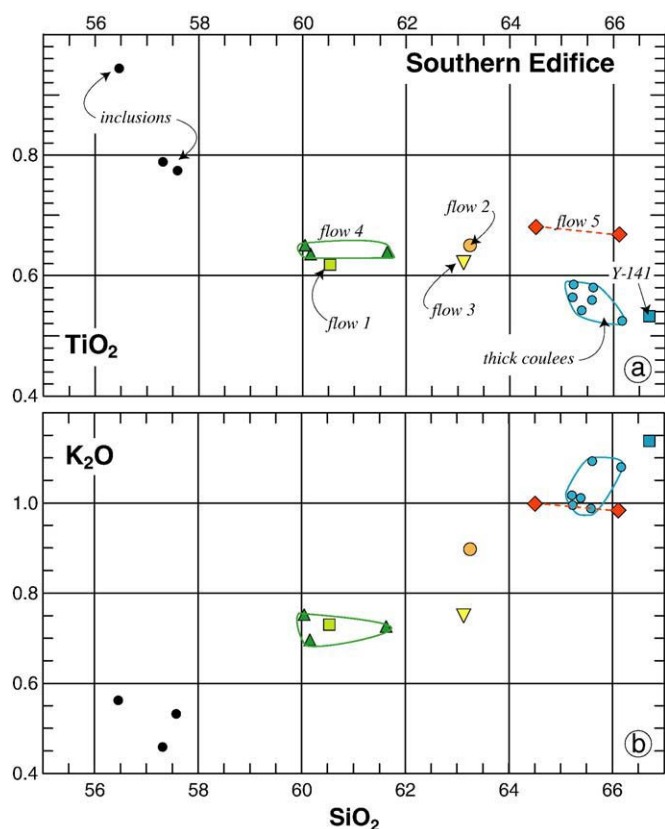 56 58 60 62 64 66
Southern Edifice
inclusions
0.8
flow 2
flow 4
flow 5
Y-141
0.6
flow 3
flow 1
thick coulees
TiO₂
a
0.4
K₂O
1.0
0.8
0.6
b
0.4
56 58 60 62 64 66
SiO₂